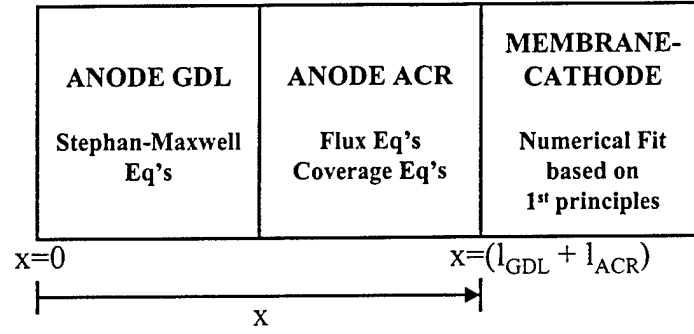 ANODE GDL
Stephan-Maxwell
Eq's
ANODE ACR
Flux Eq's
Coverage Eq's
MEMBRANE-
CATHODE
Numerical Fit
based on
1st principles
x=0
x=(lGDL + lACR)
x